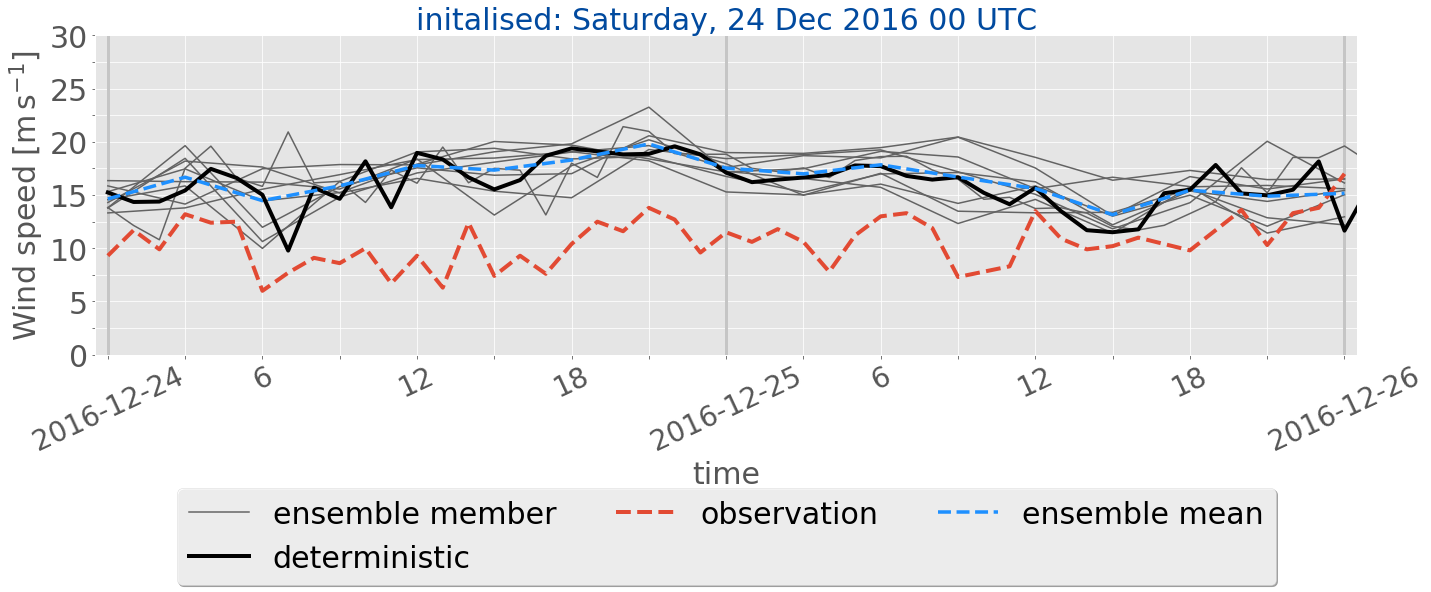 initalised: Saturday, 24 Dec 2016 00 UTC
Wind speed [m s⁻¹]
30
25
20
15
10
5
0
2016-12-24
6
12
18
2016-12-25
6
12
18
2016-12-26
time
ensemble member
observation
ensemble mean
deterministic